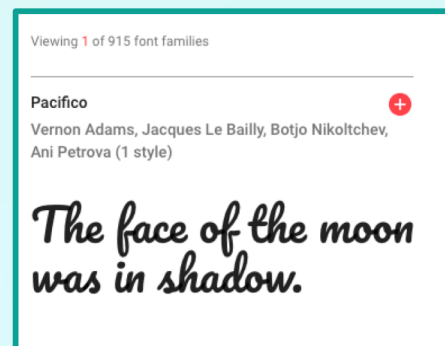 Viewing 1 of 915 font families
Pacifico
Vernon Adams, Jacques Le Bailly, Botjo Nikoltchev,
Ani Petrova (1 style)
The face of the moon
was in shadow.